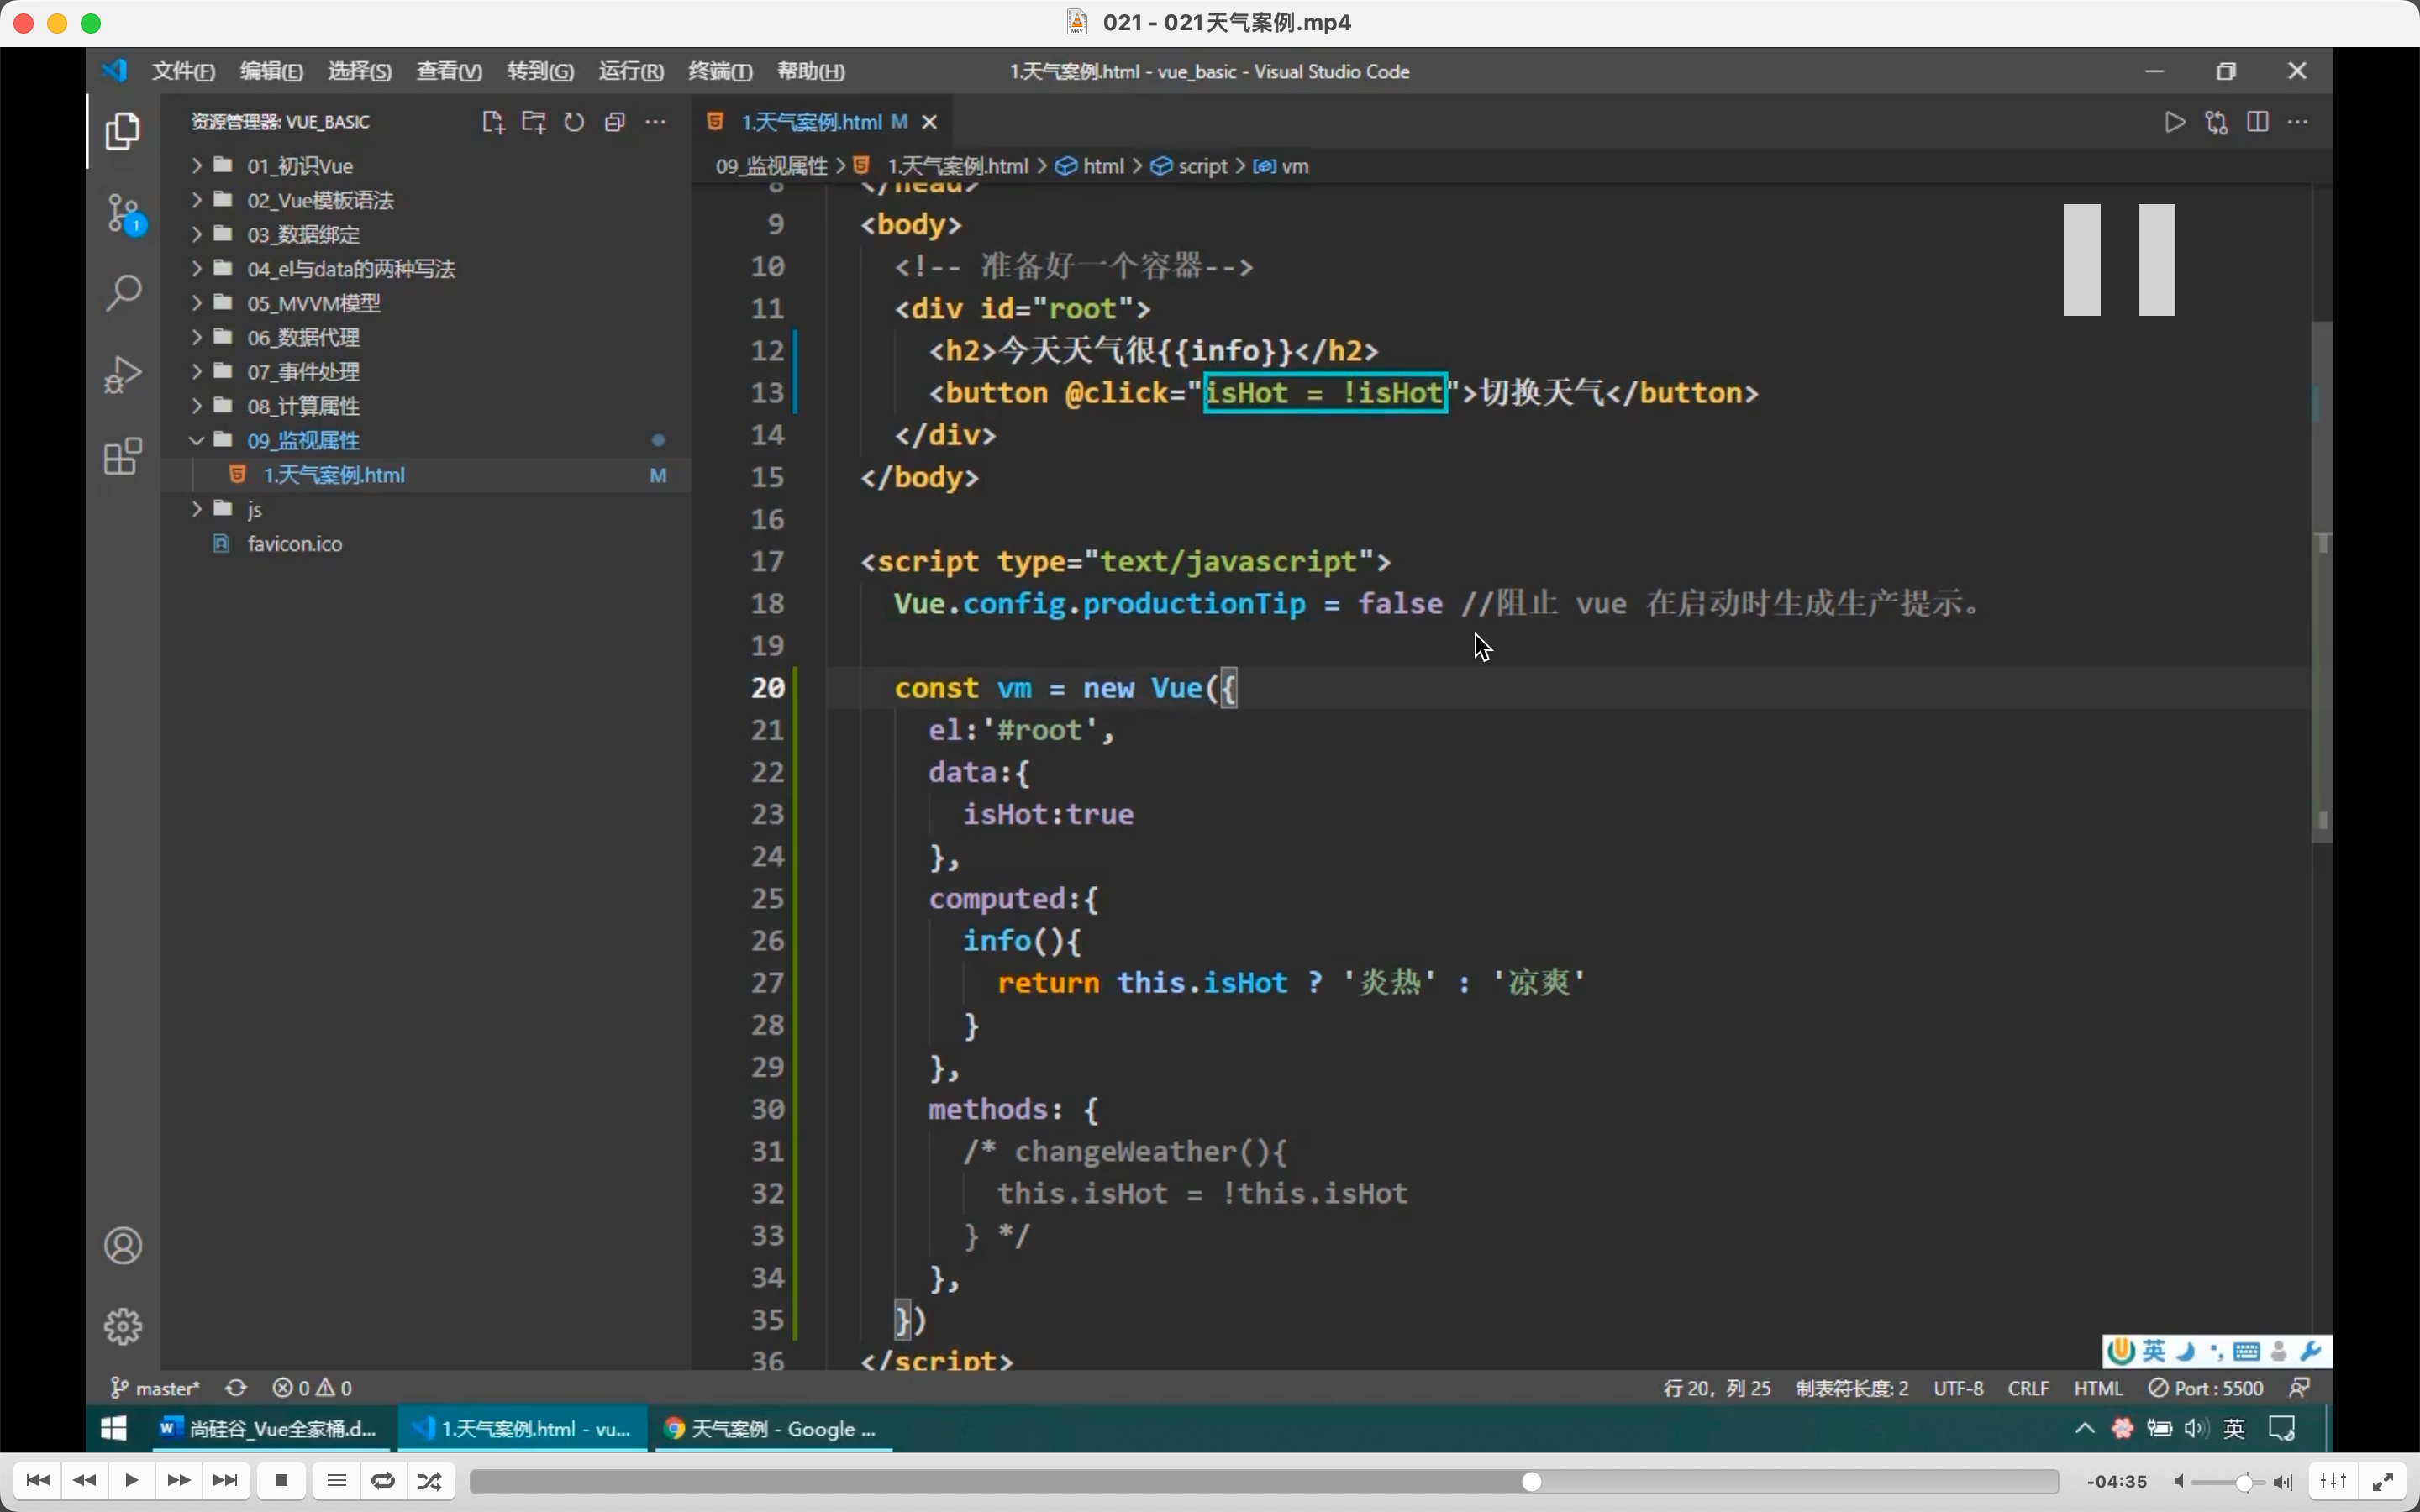 021 - 021天气案例.mp4
文件(F) 编辑(E) 选择(S) 查看(V) 转到(G) 运行(R) 终端(T) 帮助(H) 1.天气案例.html - vue_basic - Visual Studio Code
资源管理器: VUE_BASIC
1.天气案例.html M
09_监视属性 > 1.天气案例.html > html > script > vm
01_初识Vue
02_Vue模板语法
03_数据绑定
04_el与data的两种写法
05_MVVM模型
06_数据代理
07_事件处理
08_计算属性
09_监视属性
1.天气案例.html M
js
favicon.ico
1
8 </head>
9 <body>
10 <!-- 准备好一个容器-->
11 <div id="root">
12 <h2>今天天气很{{info}}</h2>
13 <button @click="isHot = !isHot">切换天气</button>
14 </div>
15 </body>
16
17 <script type="text/javascript">
18 Vue.config.productionTip = false //阻止 vue 在启动时生成生产提示。
19
20 const vm = new Vue({
21 el:'#root',
22 data:{
23 isHot:true
24 },
25 computed:{
26 info(){
27 return this.isHot ? '炎热' : '凉爽'
28 }
29 },
30 methods: {
31 /* changeWeather(){
32 this.isHot = !this.isHot
33 } */
34 },
35 })
36 </script>
英
master* 0 0 行 20，列 25 制表符长度: 2 UTF-8 CRLF HTML Port : 5500
尚硅谷_Vue全家桶.d... 1.天气案例.html - vu... 天气案例 - Google ... 英
-04:35